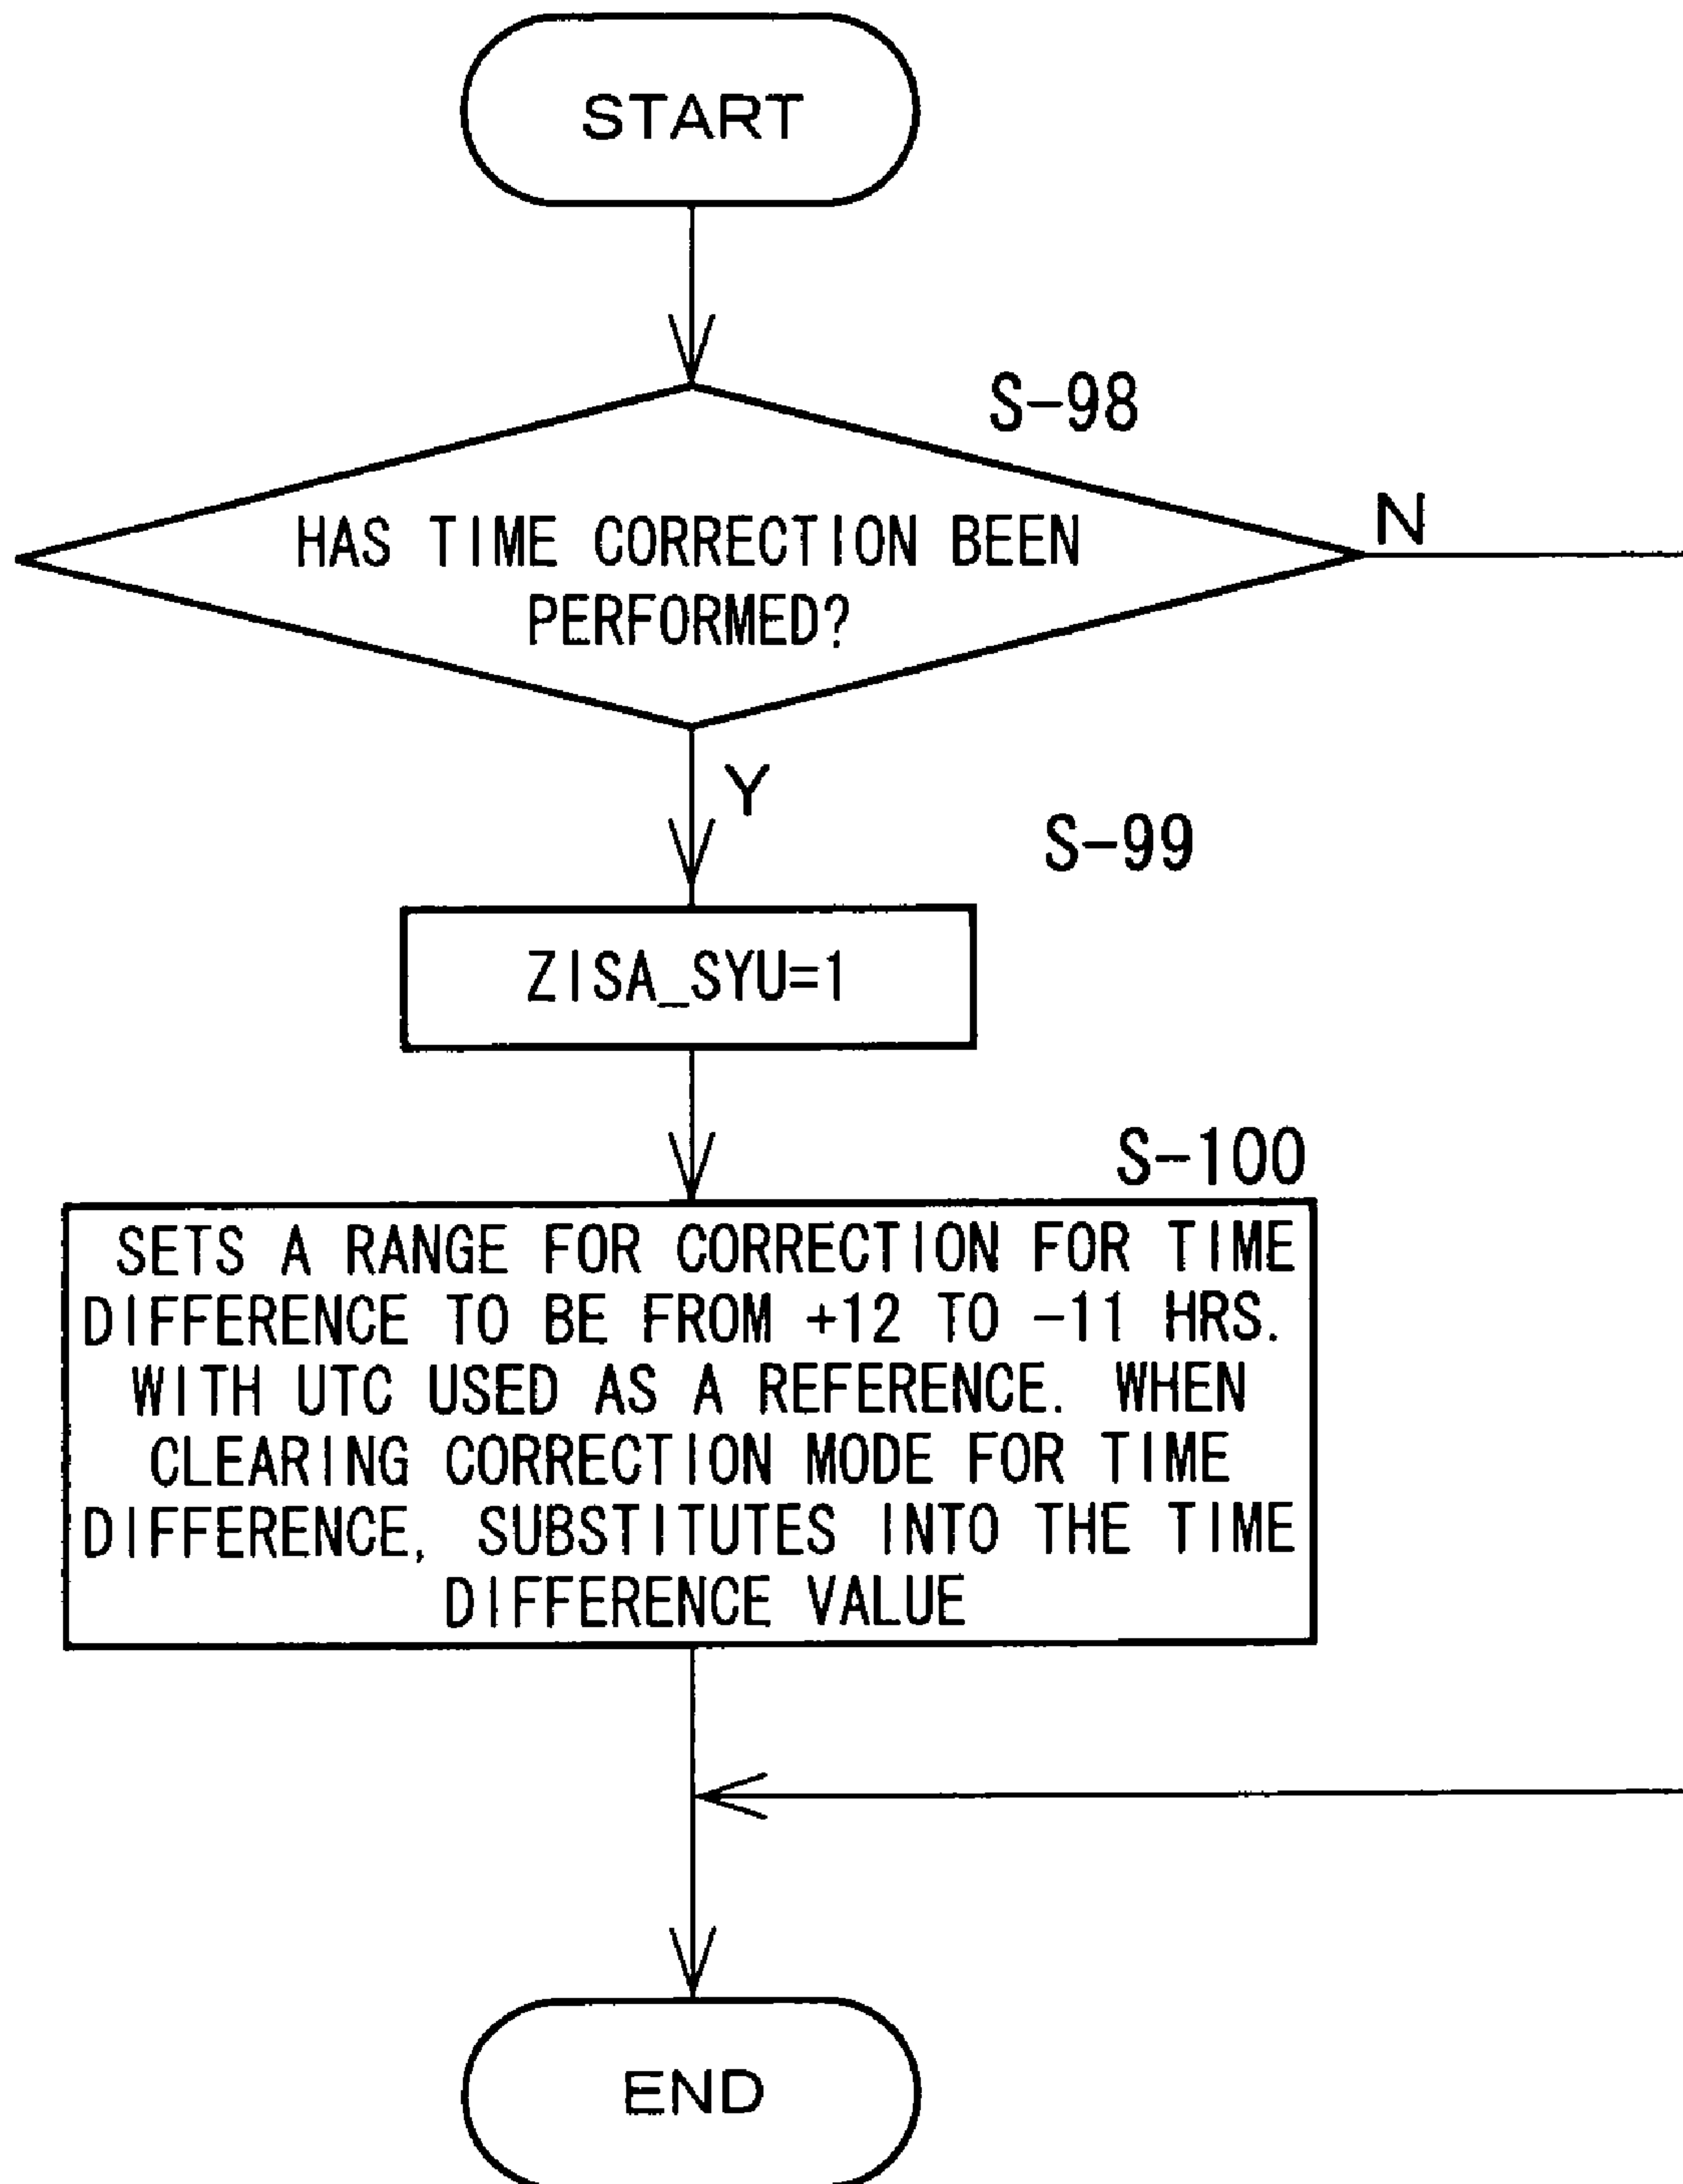 START
S-98
HAS TIME CORRECTION BEEN
PERFORMED?
N
Y
S-99
ZISA_SYU=1
S-100
SETS A RANGE FOR CORRECTION FOR TIME
DIFFERENCE TO BE FROM +12 TO -11 HRS.
WITH UTC USED AS A REFERENCE. WHEN
CLEARING CORRECTION MODE FOR TIME
DIFFERENCE, SUBSTITUTES INTO THE TIME
DIFFERENCE VALUE
END